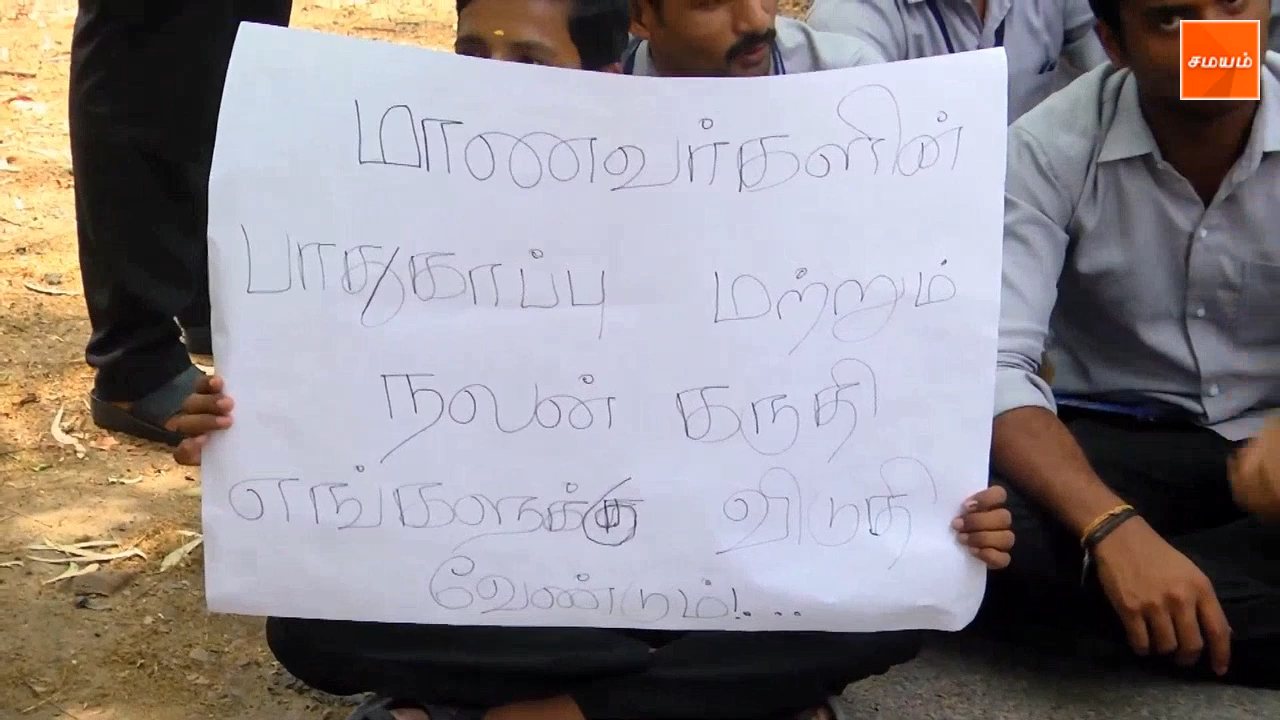 சமயம்
மாணவர்களின்
பாதுகாப்பு மற்றும்
நலன் கருதி
எங்களுக்கு விடுதி
வேண்டும்!...